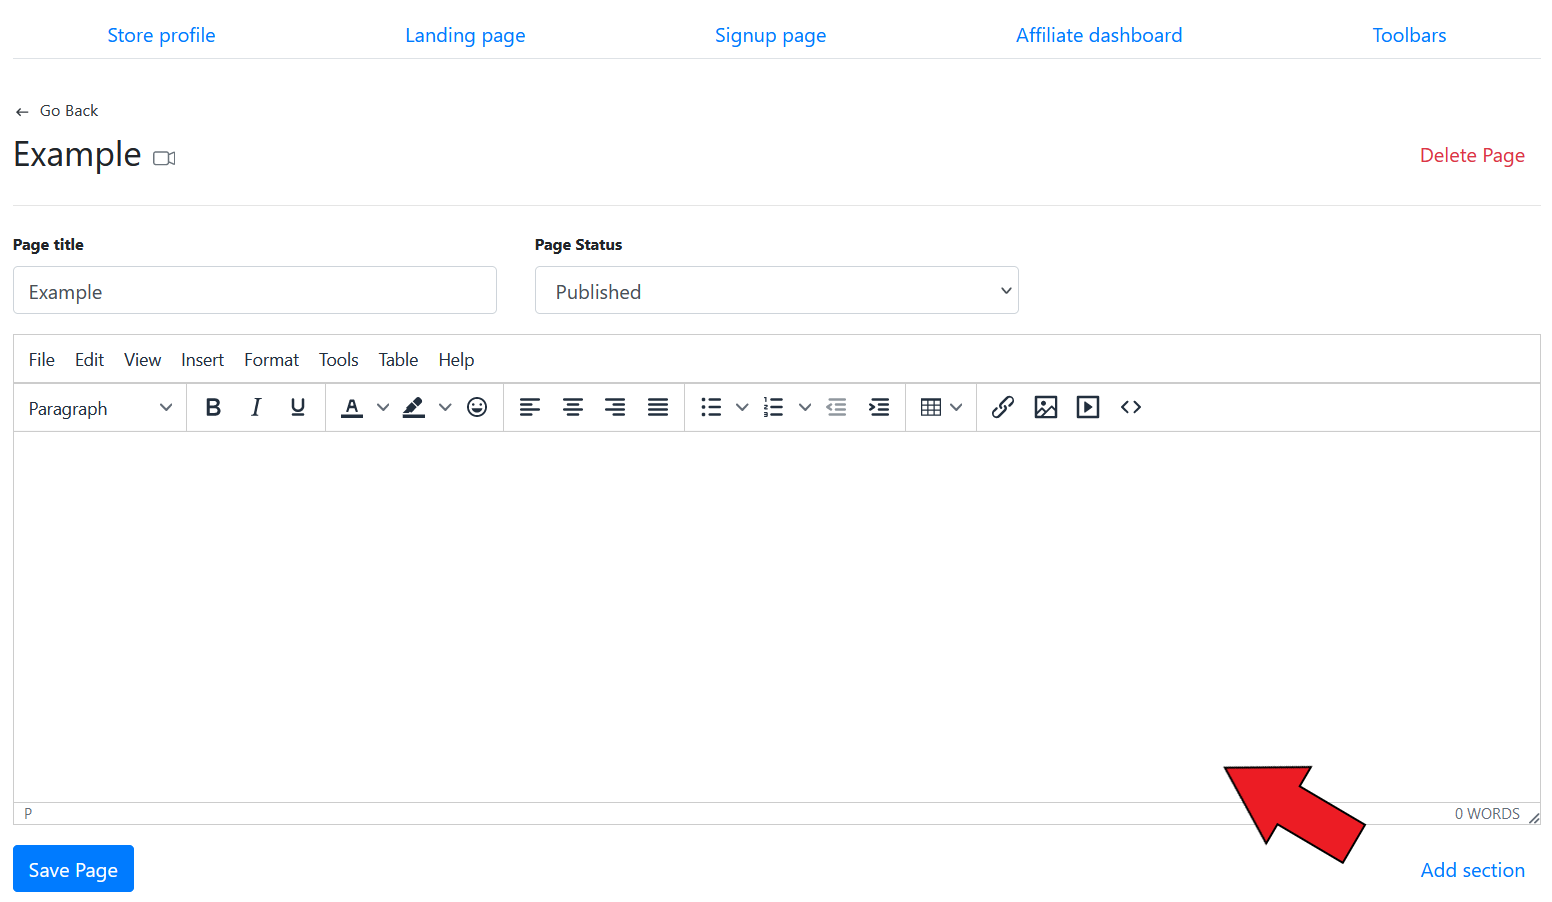 Store profile Landing page Signup page Affiliate dashboard Toolbars
Go Back
Example
Delete Page
Page title Page Status
Example Published
File Edit View Insert Format Tools Table Help
Paragraph B I U A
P 0 WORDS
Save Page Add section